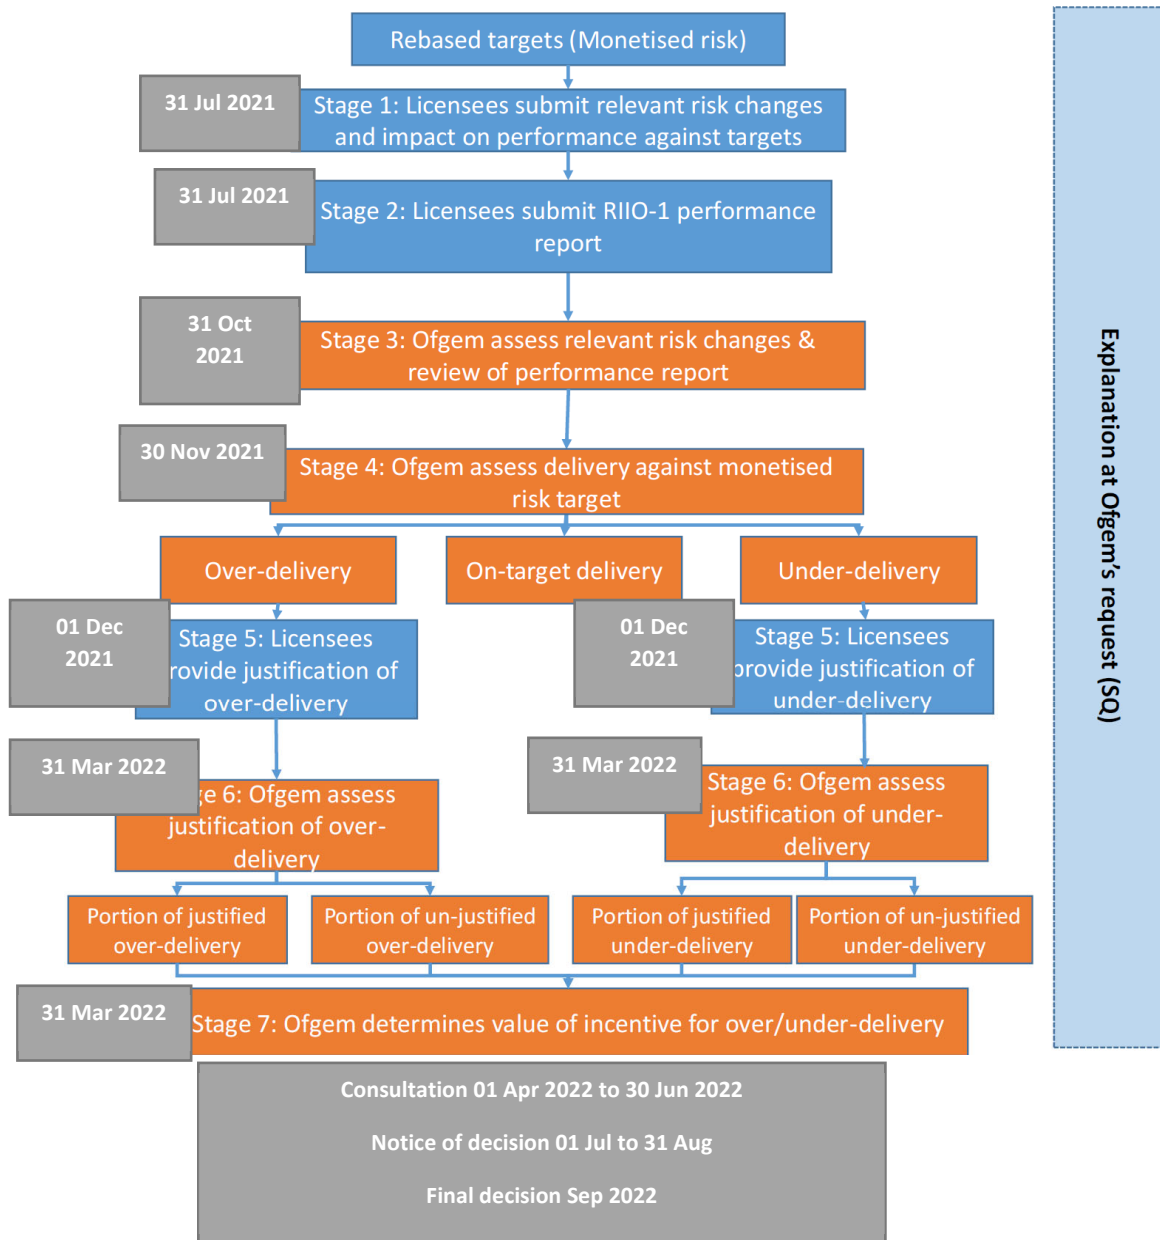 Rebased targets (Monetised risk)
31 Jul 2021
Stage 1: Licensees submit relevant risk changes
and impact on performance against targets
31 Jul 2021
Stage 2: Licensees submit RIIO-1 performance
report
31 Oct
2021
Stage 3: Ofgem assess relevant risk changes &
review of performance report
30 Nov 2021
Stage 4: Ofgem assess delivery against monetised
risk target
Over-delivery
On-target delivery
Under-delivery
01 Dec
2021
Stage 5: Licensees
rovide justification of
over-delivery
01 Dec
2021
Stage 5: Licensees
provide justification of
under-delivery
31 Mar 2022
ge 6: Ofgem assess
justification of over-
delivery
31 Mar 2022
Stage 6: Ofgem assess
justification of under-
delivery
Portion of justified
over-delivery
Portion of un-justified
over-delivery
Portion of justified
under-delivery
Portion of un-justified
under-delivery
31 Mar 2022
Stage 7: Ofgem determines value of incentive for over/under-delivery
Consultation 01 Apr 2022 to 30 Jun 2022
Notice of decision 01 Jul to 31 Aug
Final decision Sep 2022
Explanation at Ofgem's request (SQ)